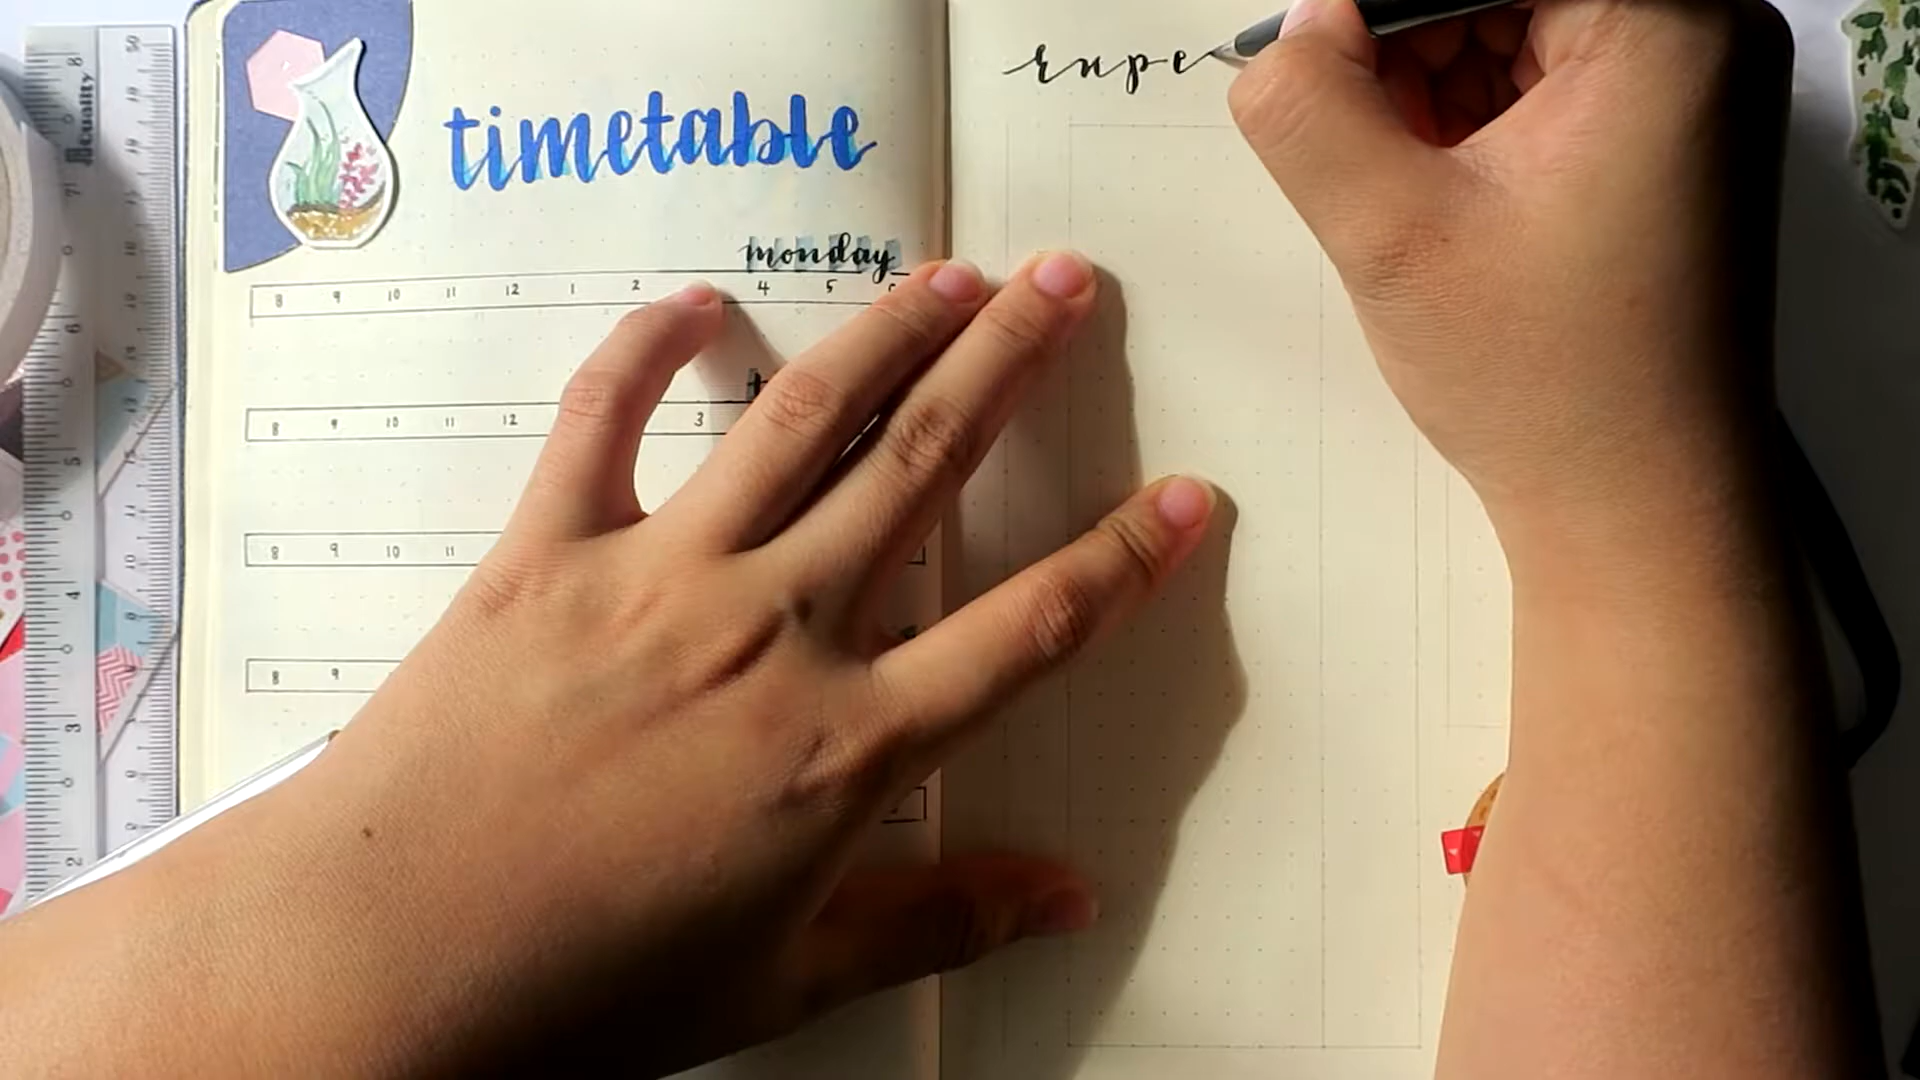 timetable
monday
8 9 10 11 12 1 2 4 5
8 9 10 11 12 3
8 9 10 11
8 9
expe